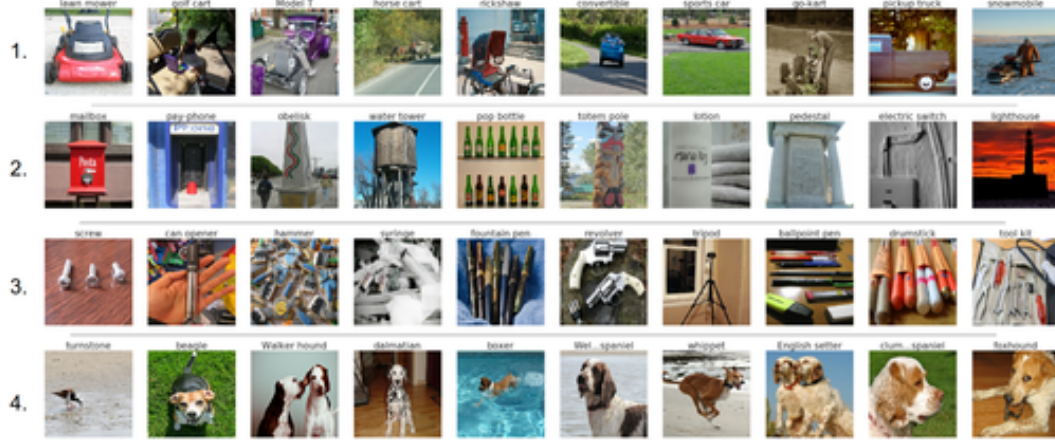 lawn mower golf cart Model T horse cart rickshaw convertible sports car go-kart pickup truck snowmobile
1.
mailbox pay-phone obelisk water tower pop bottle totem pole lotion pedestal electric switch lighthouse
2.
screw can opener hammer syringe fountain pen revolver tripod ballpoint pen drumstick tool kit
3.
turnstone beagle Walker hound dalmatian boxer Wel...spaniel whippet English setter clum...spaniel foxhound
4.